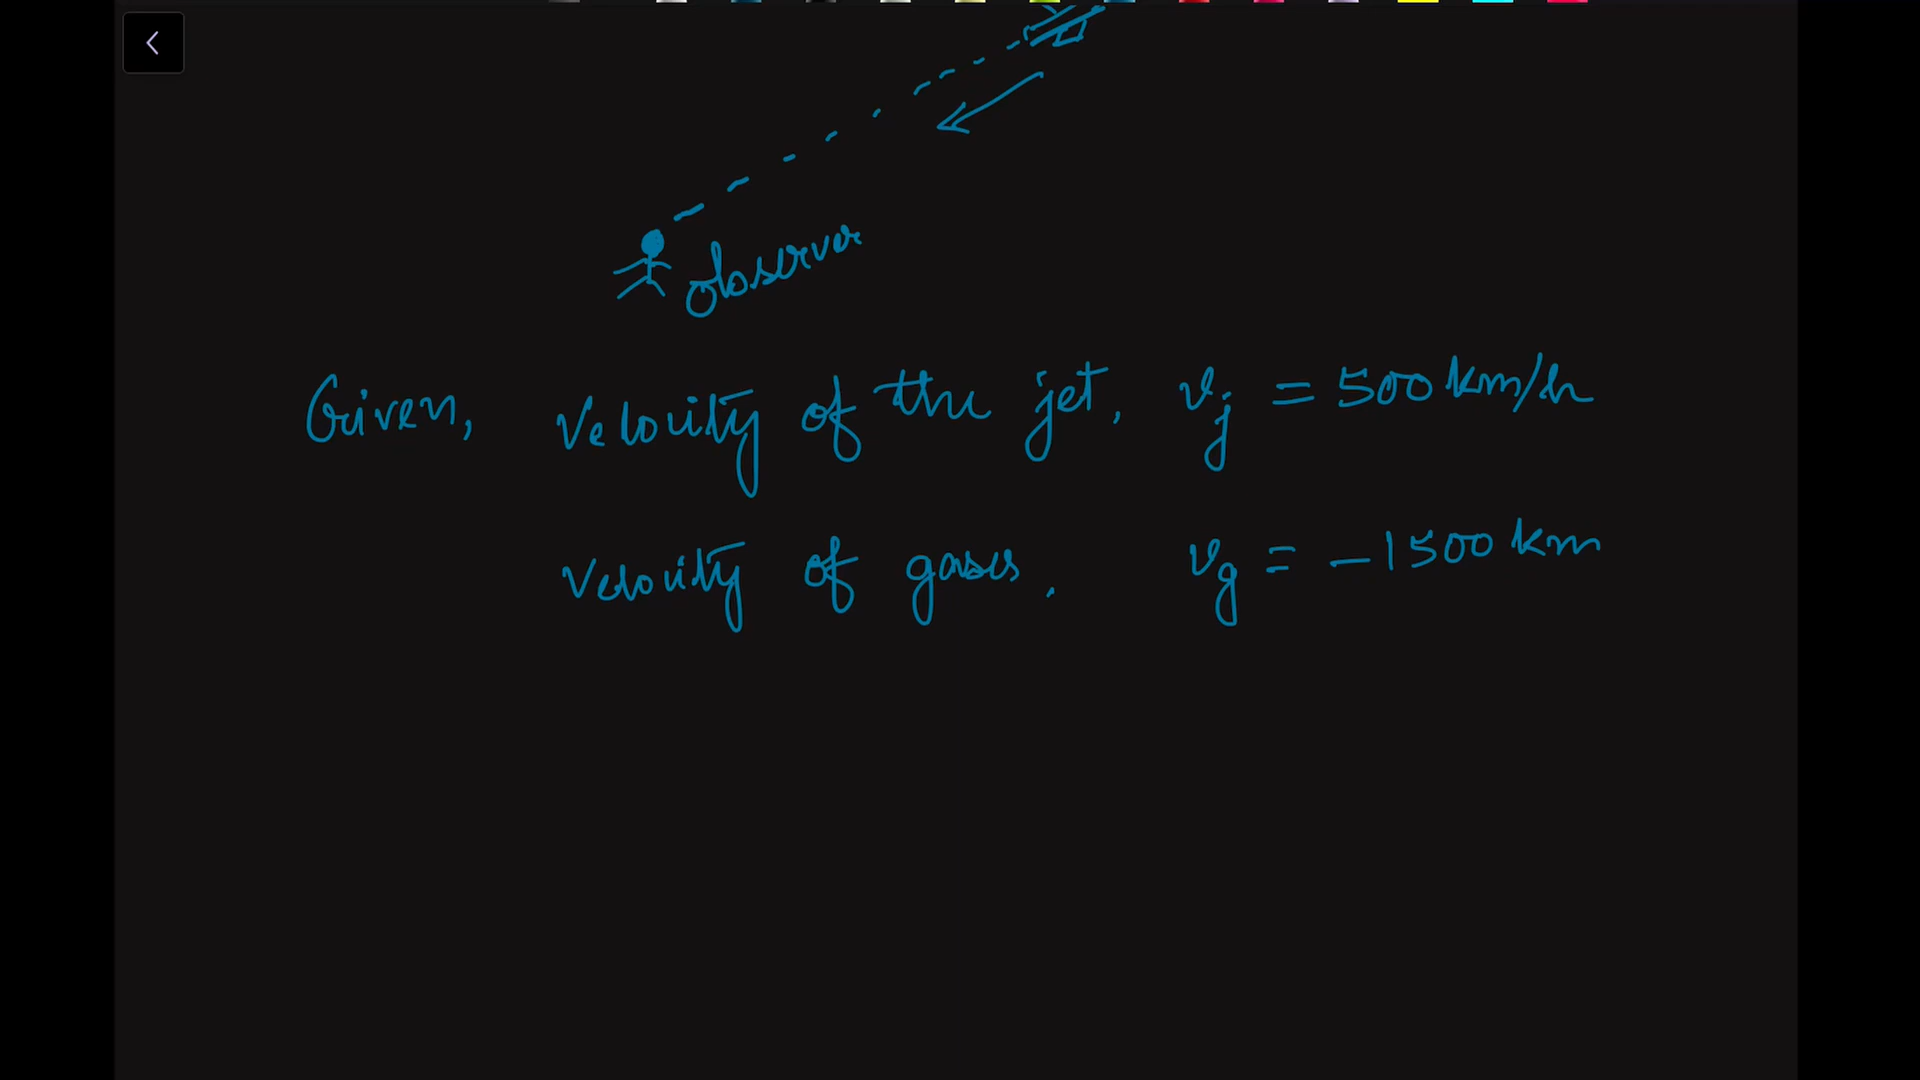 observer
Given, velocity of the jet, vj = 500 km/h
velocity of gases. vg = -1500 km